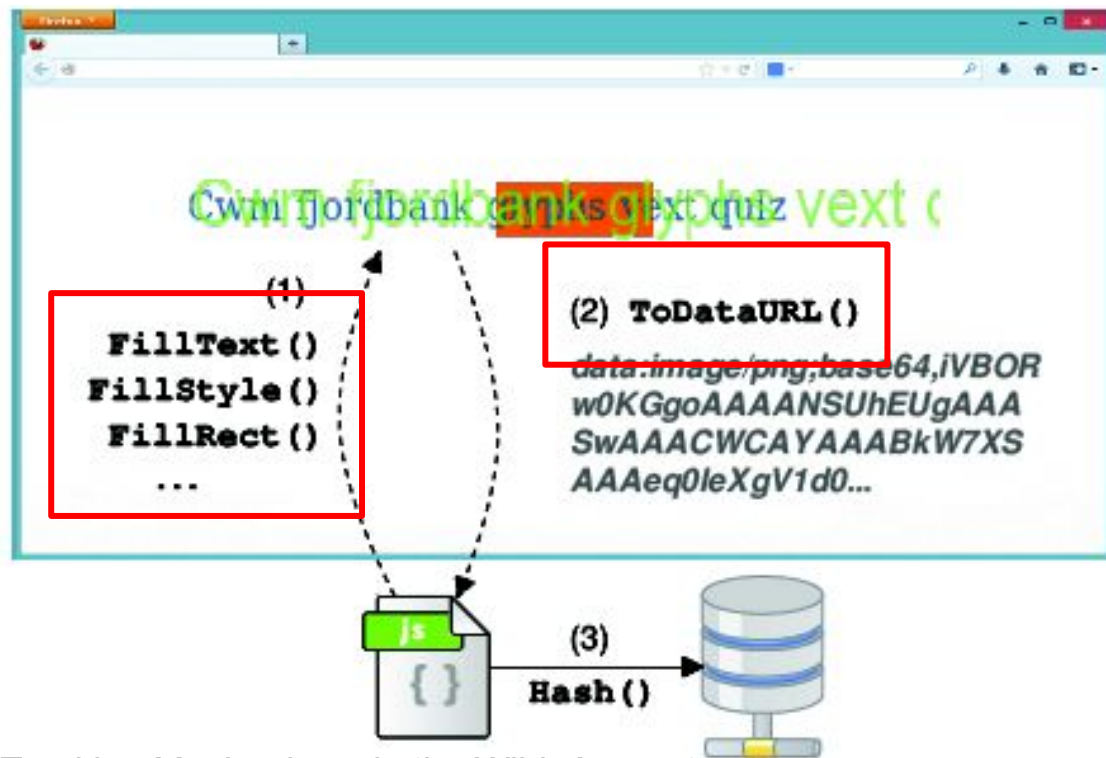 Firefox
Cwm fjordbank glyphs vext quiz
Cwm fjordbank glyphs vext q
(1)
FillText()
FillStyle()
FillRect()
...
(2) ToDataURL()
data:image/png;base64,iVBOR
w0KGgoAAAANSUhEUgAAA
SwAAACWCAYAAABkW7XS
AAAeq0leXgV1d0...
js
{ }
(3)
Hash()